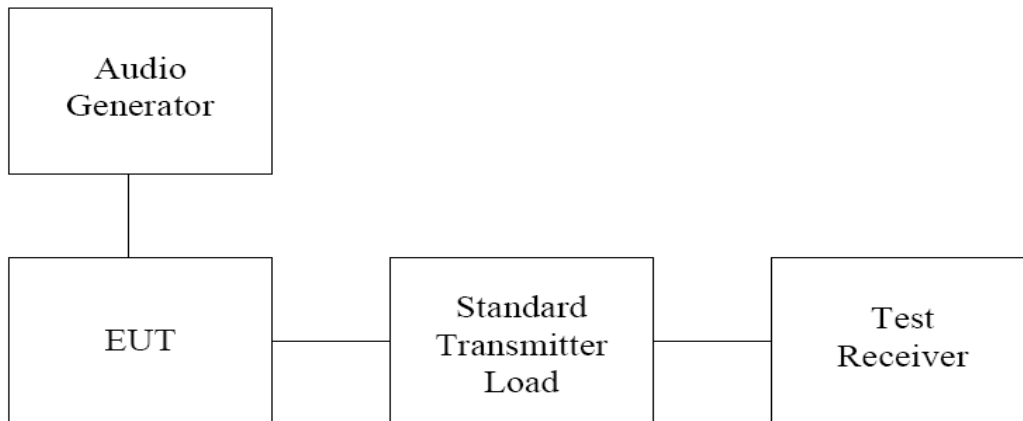 Audio
Generator
EUT
Standard
Transmitter
Load
Test
Receiver